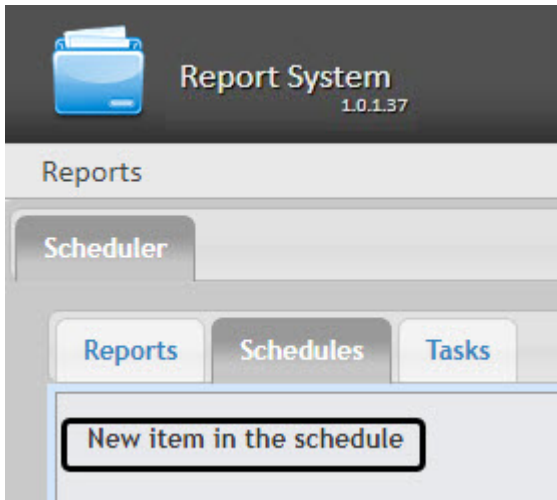 Report System
1.0.1.37
Reports
Scheduler
Reports Schedules Tasks
New item in the schedule